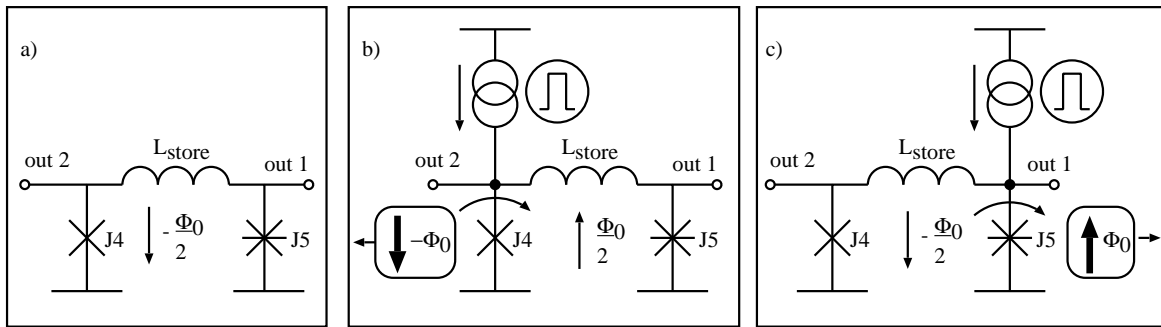 a)
L_store
out 2
out 1
J4
- Φ0/2
J5
b)
out 2
L_store
out 1
−Φ0
J4
Φ0/2
J5
c)
out 2
L_store
out 1
J4
- Φ0/2
J5
Φ0